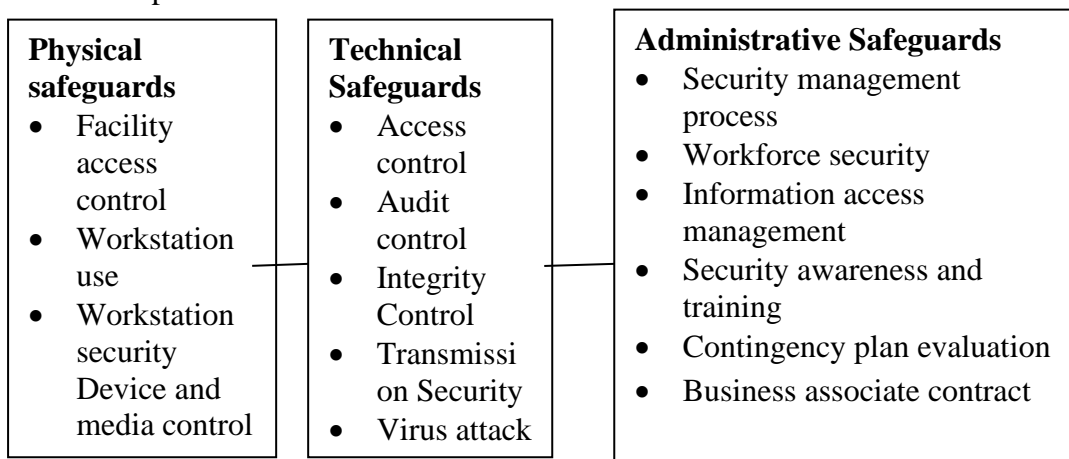 Physical
safeguards
• Facility
access
control
• Workstation
use
• Workstation
security
Device and
media control
Technical
Safeguards
• Access
control
• Audit
control
• Integrity
Control
• Transmissi
on Security
• Virus attack
Administrative Safeguards
• Security management
process
• Workforce security
• Information access
management
• Security awareness and
training
• Contingency plan evaluation
• Business associate contract